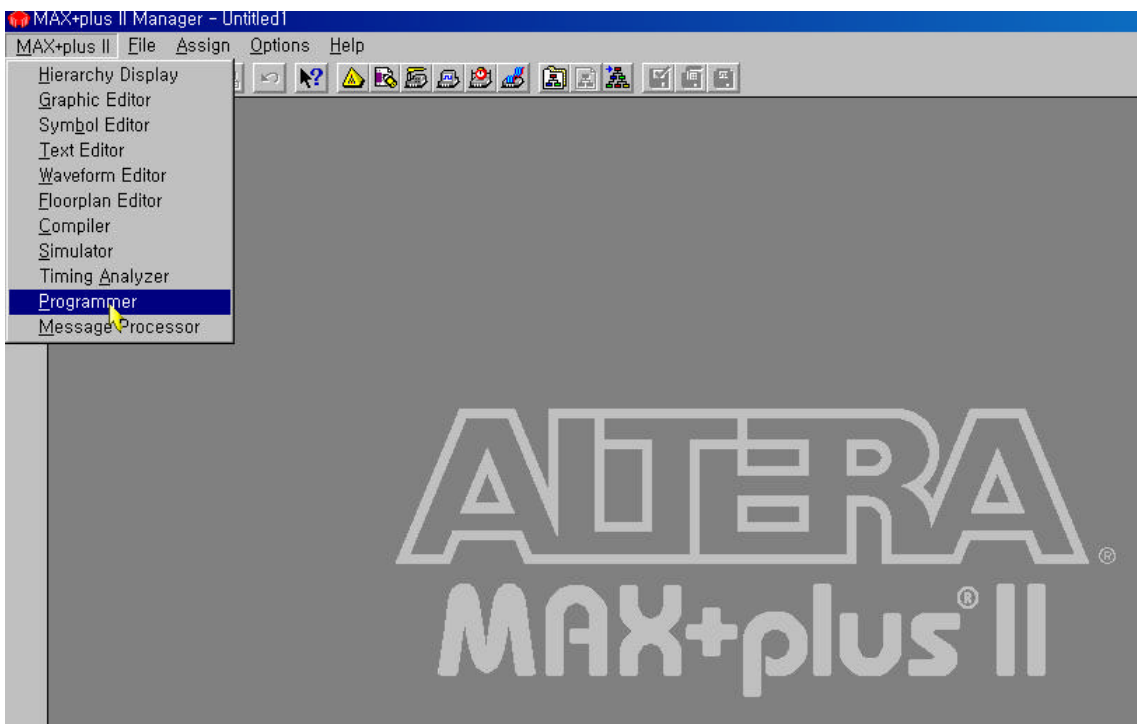 MAX+plus II Manager - Untitled1
MAX+plus II File Assign Options Help
Hierarchy Display
Graphic Editor
Symbol Editor
Text Editor
Waveform Editor
Floorplan Editor
Compiler
Simulator
Timing Analyzer
Programmer
Message Processor
ALTERA®
MAX+plus® II